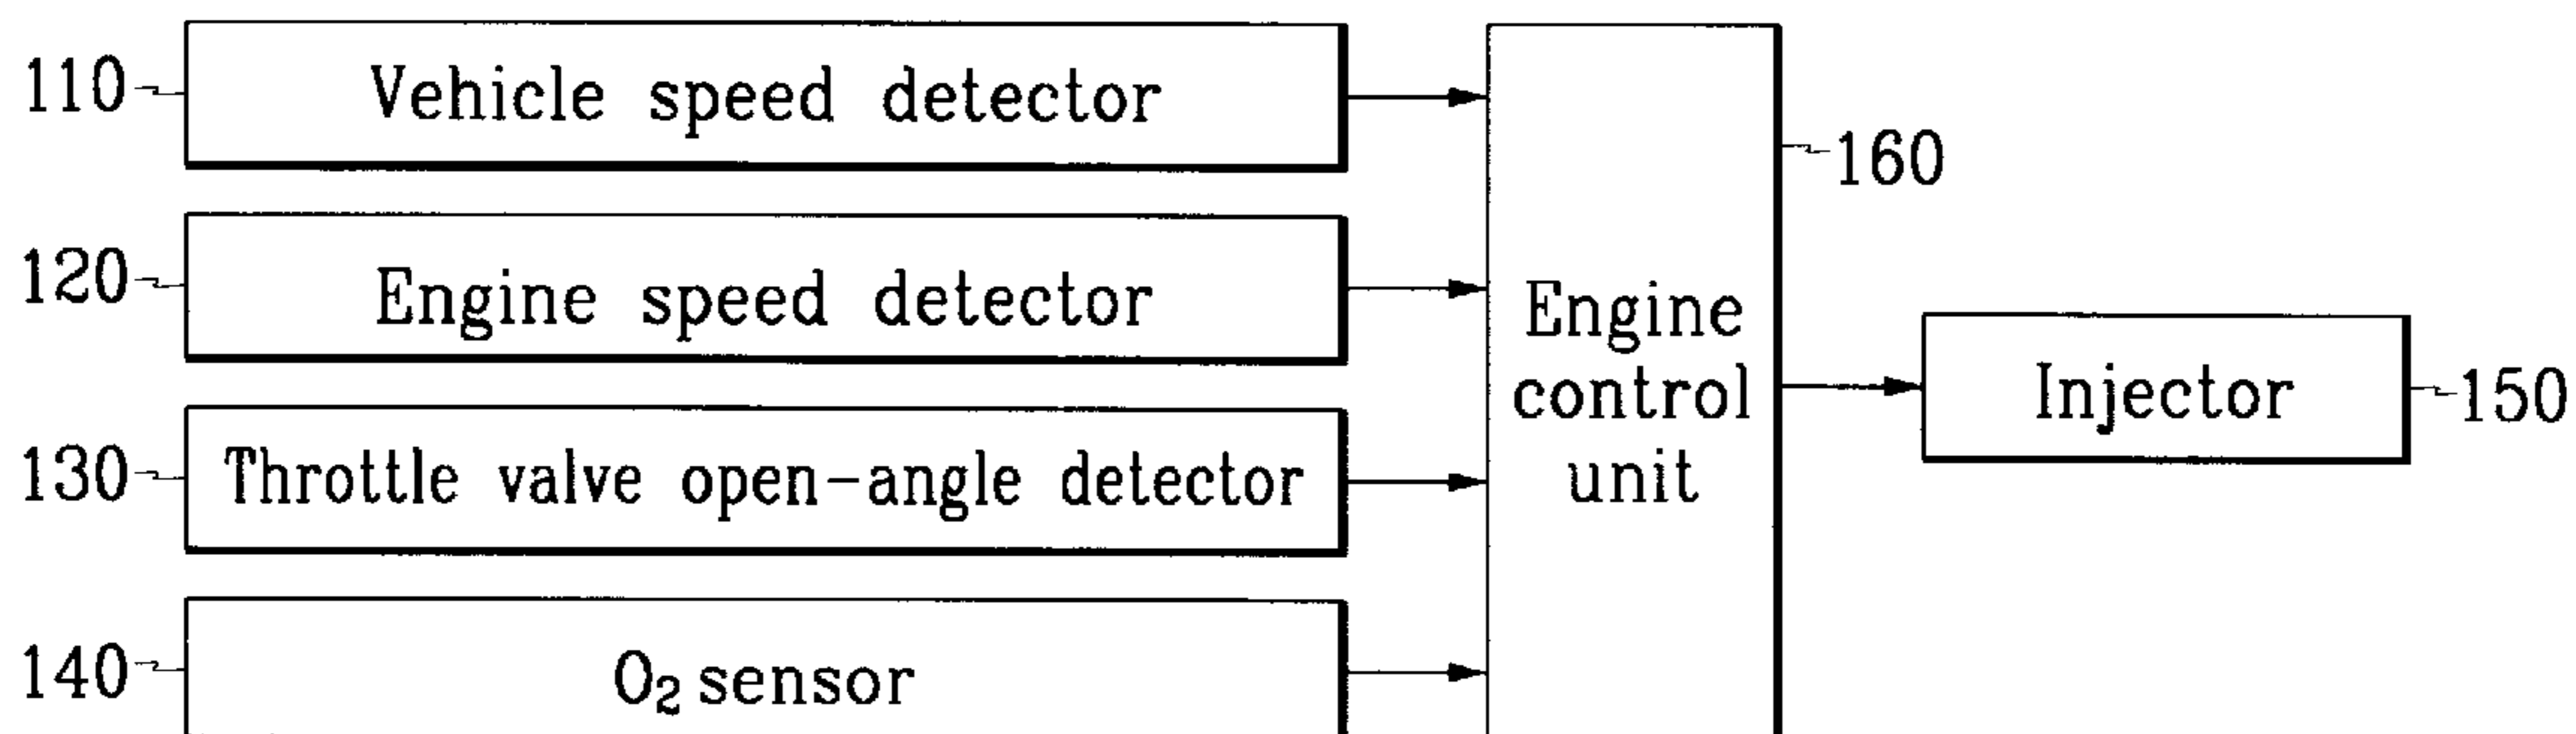 110
Vehicle speed detector
160
120
Engine speed detector
Engine
control
unit
Injector
150
130
Throttle valve open-angle detector
140
O₂ sensor